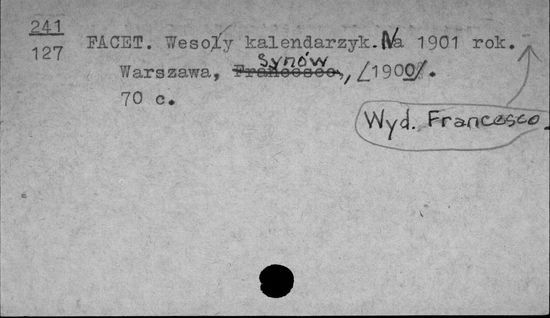 241
127
FACET. Wesoły kalendarzyk. Na 1901 rok.
Synów
Warszawa, Francesco, /1900/.
70 c.
Wyd. Francesco.